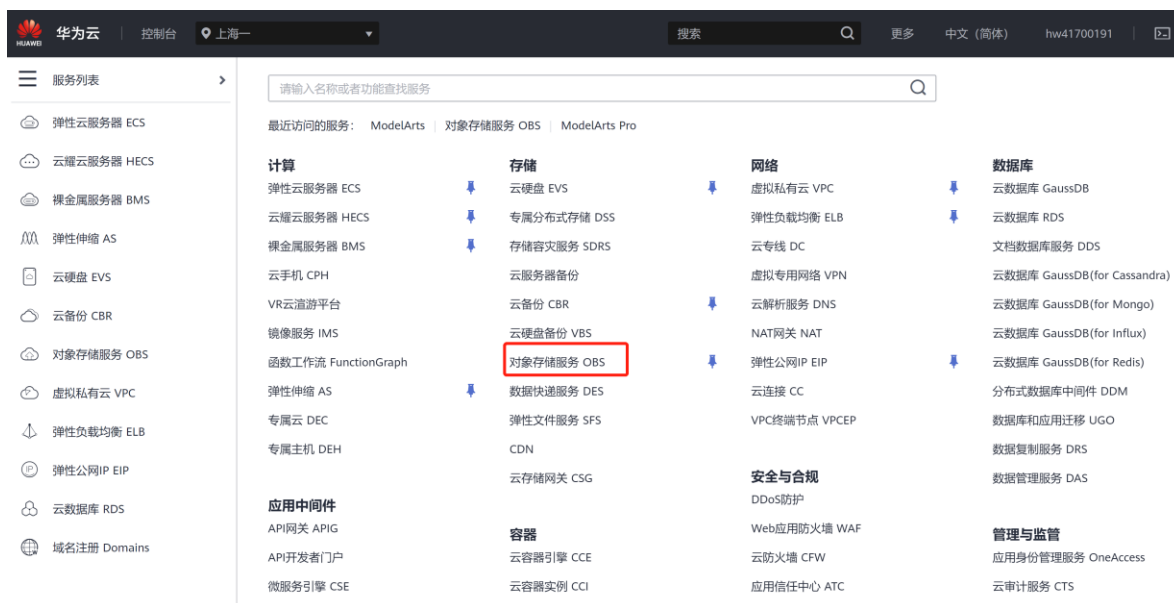 HUAWEI 华为云 控制台 上海一 搜索 更多 中文（简体） hw41700191
服务列表
弹性云服务器 ECS
云耀云服务器 HECS
裸金属服务器 BMS
弹性伸缩 AS
云硬盘 EVS
云备份 CBR
对象存储服务 OBS
虚拟私有云 VPC
弹性负载均衡 ELB
弹性公网IP EIP
云数据库 RDS
域名注册 Domains
请输入名称或者功能查找服务
最近访问的服务： ModelArts 对象存储服务 OBS ModelArts Pro
计算
弹性云服务器 ECS
云耀云服务器 HECS
裸金属服务器 BMS
云手机 CPH
VR云渲游平台
镜像服务 IMS
函数工作流 FunctionGraph
弹性伸缩 AS
专属云 DEC
专属主机 DEH
应用中间件
API网关 APIG
API开发者门户
微服务引擎 CSE
存储
云硬盘 EVS
专属分布式存储 DSS
存储容灾服务 SDRS
云服务器备份
云备份 CBR
云硬盘备份 VBS
对象存储服务 OBS
数据快递服务 DES
弹性文件服务 SFS
CDN
云存储网关 CSG
容器
云容器引擎 CCE
云容器实例 CCI
网络
虚拟私有云 VPC
弹性负载均衡 ELB
云专线 DC
虚拟专用网络 VPN
云解析服务 DNS
NAT网关 NAT
弹性公网IP EIP
云连接 CC
VPC终端节点 VPCEP
安全与合规
DDoS防护
Web应用防火墙 WAF
云防火墙 CFW
应用信任中心 ATC
数据库
云数据库 GaussDB
云数据库 RDS
文档数据库服务 DDS
云数据库 GaussDB(for Cassandra)
云数据库 GaussDB(for Mongo)
云数据库 GaussDB(for Influx)
云数据库 GaussDB(for Redis)
分布式数据库中间件 DDM
数据库和应用迁移 UGO
数据复制服务 DRS
数据管理服务 DAS
管理与监管
应用身份管理服务 OneAccess
云审计服务 CTS